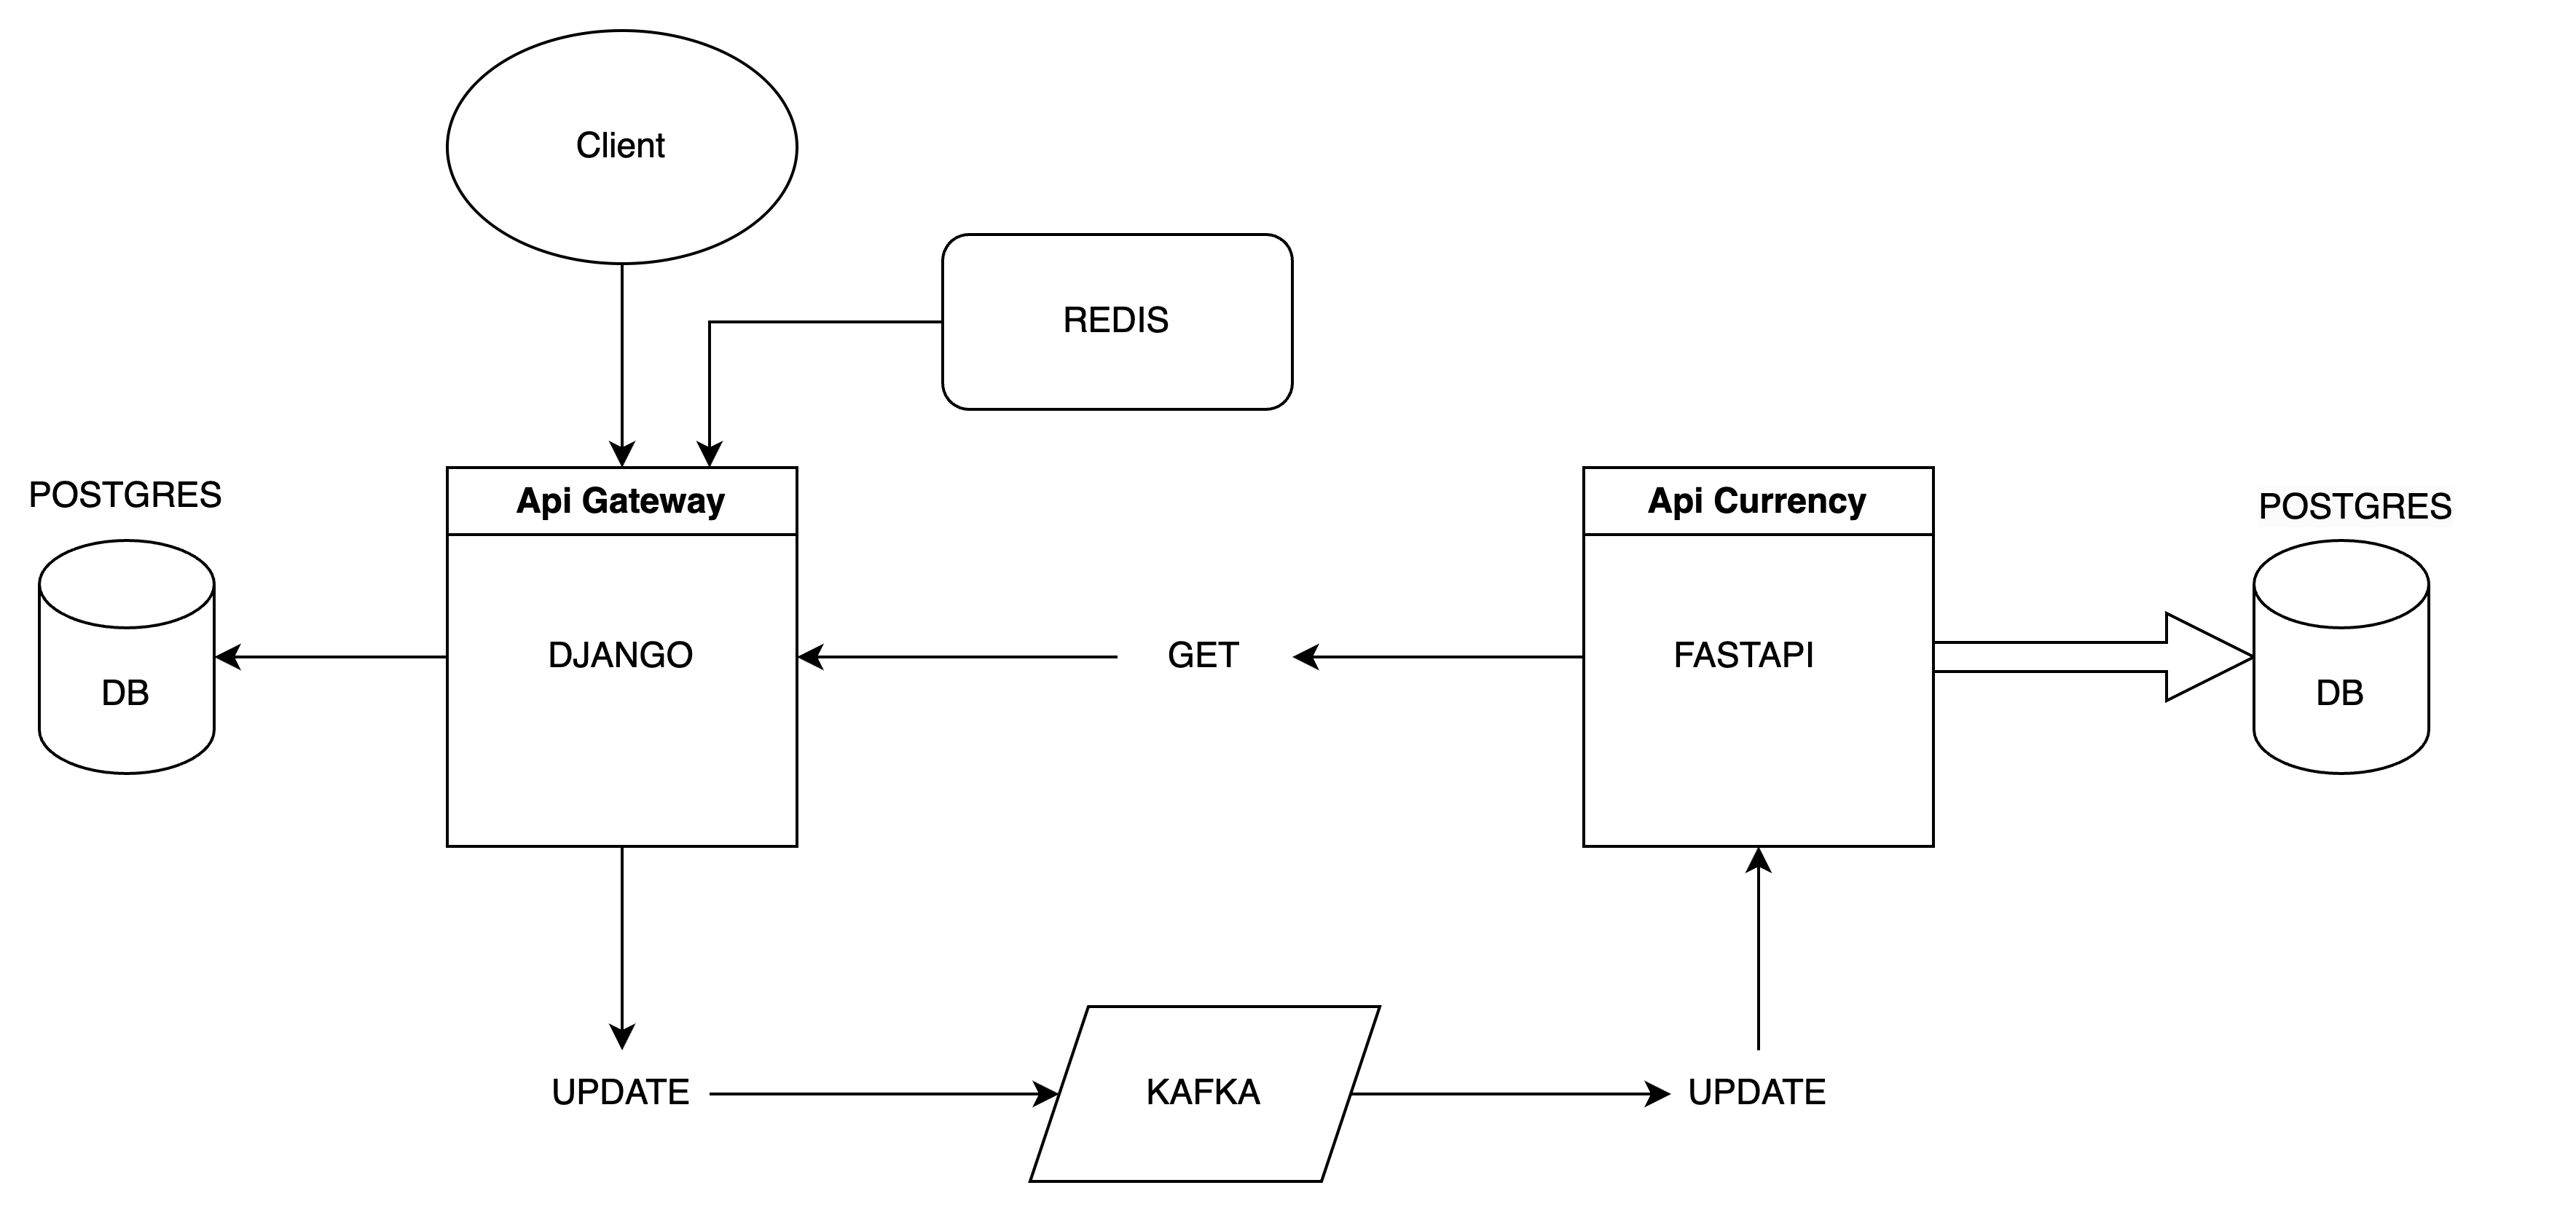 Client
REDIS
POSTGRES
Api Gateway
Api Currency
POSTGRES
DB
DJANGO
GET
FASTAPI
DB
UPDATE
KAFKA
UPDATE